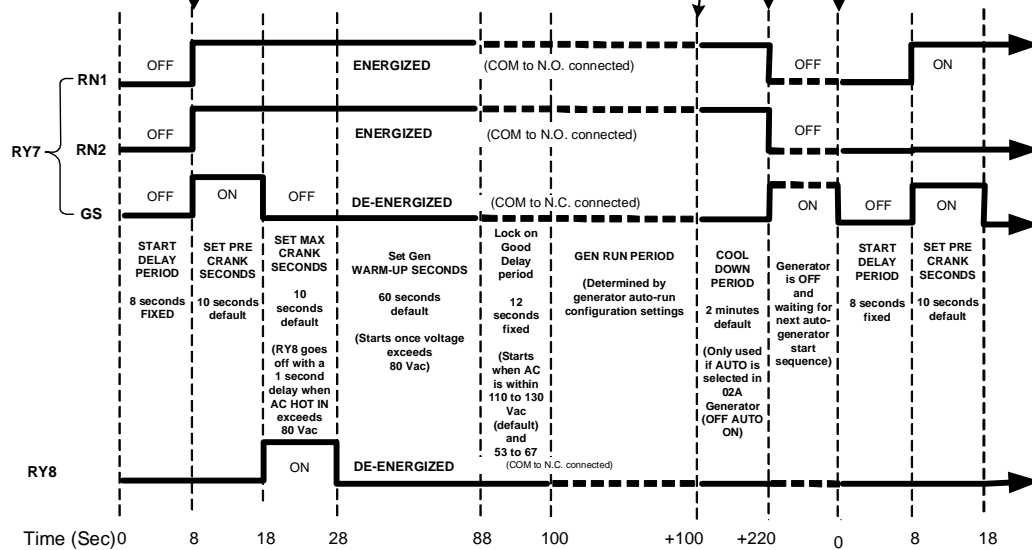 RY7
RN1
OFF
ENERGIZED
(COM to N.O. connected)
OFF
ON
RN2
OFF
ENERGIZED
(COM to N.O. connected)
OFF
GS
OFF
ON
OFF
DE-ENERGIZED
(COM to N.C. connected)
ON
OFF
ON
START
DELAY
PERIOD
8 seconds
FIXED
SET PRE
CRANK
SECONDS
10 seconds
default
SET MAX
CRANK
SECONDS
10
seconds
default
(RY8 goes
off with a
1 second
delay when
AC HOT IN
exceeds
80 Vac)
Set Gen
WARM-UP SECONDS
60 seconds
default
(Starts once voltage
exceeds
80 Vac)
Lock on
Good
Delay
period
12
seconds
fixed
(Starts
when AC
is within
110 to 130
Vac
(default)
and
53 to 67
GEN RUN PERIOD
(Determined by
generator auto-run
configuration settings
COOL
DOWN
PERIOD
2 minutes
default
(Only used
if AUTO is
selected in
02A
Generator
(OFF AUTO
ON)
Generator
is OFF
and
waiting for
next auto-
generator
start
sequence)
START
DELAY
PERIOD
8 seconds
fixed
SET PRE
CRANK
SECONDS
10 seconds
default
RY8
ON
DE-ENERGIZED
(COM to N.C. connected)
Time (Sec) 0 8 18 28 88 100 +100 +220 0 8 18